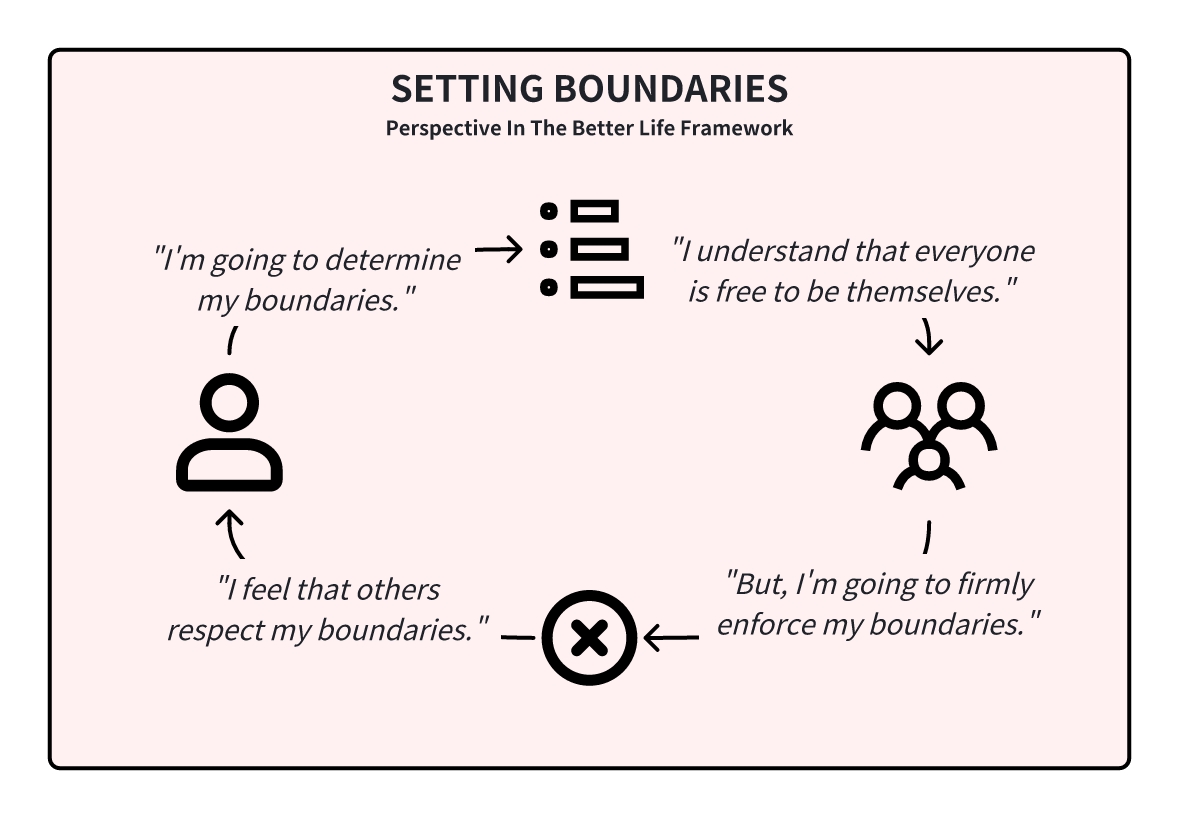 SETTING BOUNDARIES
Perspective In The Better Life Framework
"I'm going to determine
my boundaries."
"I understand that everyone
is free to be themselves."
"But, I'm going to firmly
enforce my boundaries."
"I feel that others
respect my boundaries."